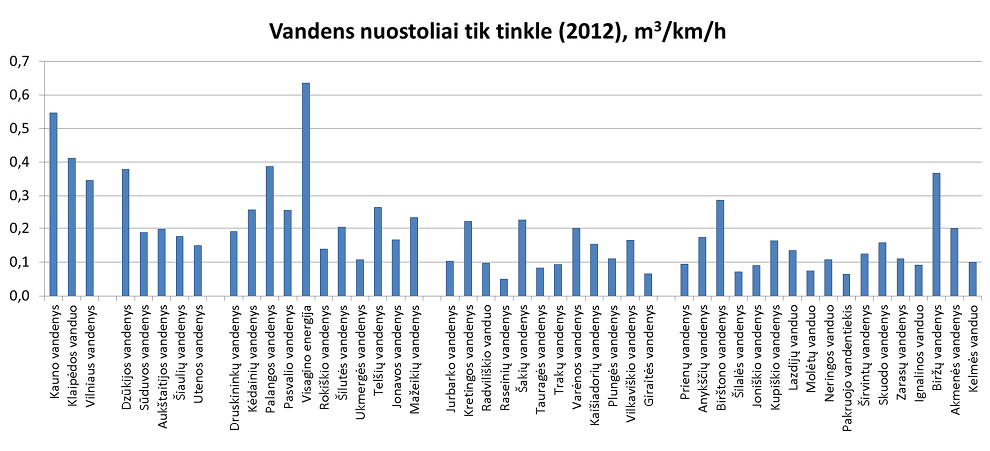 Vandens nuostoliai tik tinkle (2012), m³/km/h
0,7
0,6
0,5
0,4
0,3
0,2
0,1
0,0
Kauno vandenys
Klaipėdos vanduo
Vilniaus vandenys
Dzūkijos vandenys
Sūduvos vandenys
Aukštaitijos vandenys
Šiaulių vandenys
Utenos vandenys
Druskininkų vandenys
Kėdainių vandenys
Palangos vandenys
Pasvalio vandenys
Visagino energija
Rokiškio vandenys
Šilutės vandenys
Ukmergės vandenys
Telšių vandenys
Jonavos vandenys
Mažeikių vandenys
Jurbarko vandenys
Kretingos vandenys
Radviliškio vanduo
Raseinių vandenys
Šakių vandenys
Tauragės vandenys
Trakų vandenys
Varėnos vandenys
Kaišiadorių vandenys
Plungės vandenys
Vilkaviškio vandenys
Giraitės vandenys
Prienų vandenys
Anykščių vandenys
Birštono vandenys
Šilalės vandenys
Joniškio vandenys
Kupiškio vandenys
Lazdijų vanduo
Molėtų vanduo
Neringos vanduo
Pakruojo vandentiekis
Širvintų vandenys
Skuodo vandenys
Zarasų vandenys
Ignalinos vanduo
Biržų vandenys
Akmenės vandenys
Kelmės vanduo